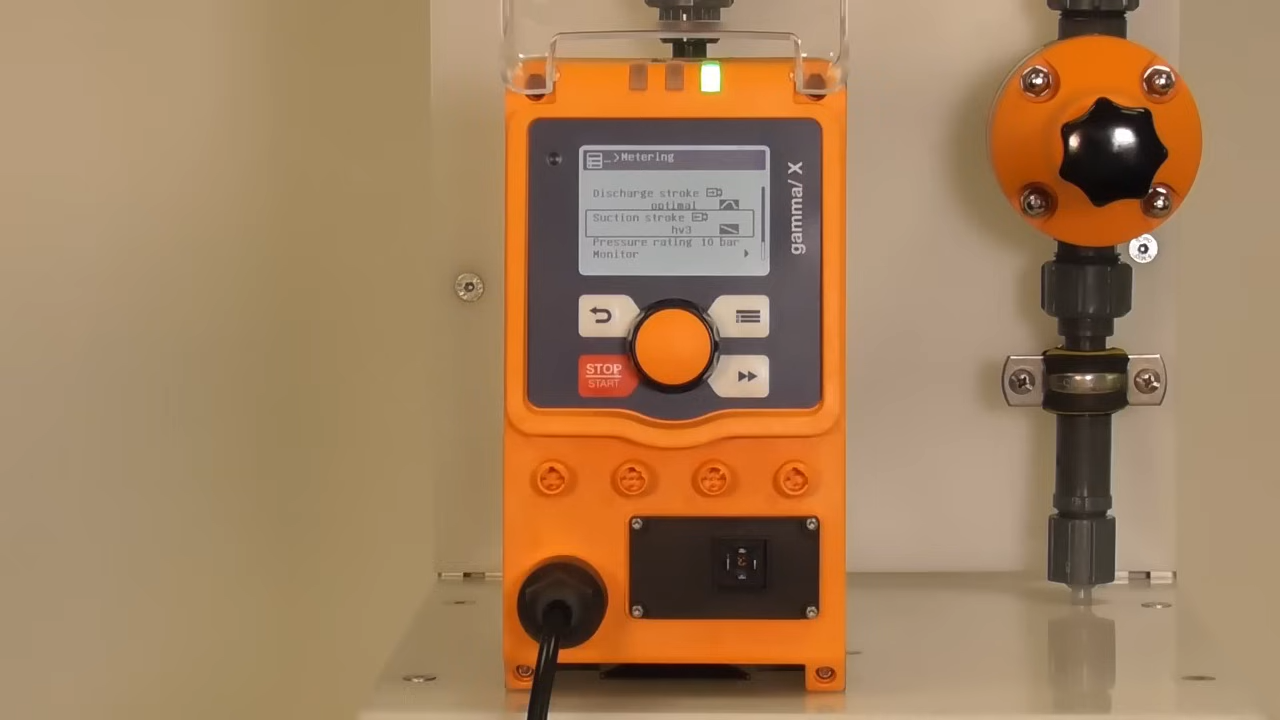 …>Metering
Discharge stroke
optimal
Suction stroke
hv3
Pressure rating 10 bar
Monitor
gamma/ X
STOP
START